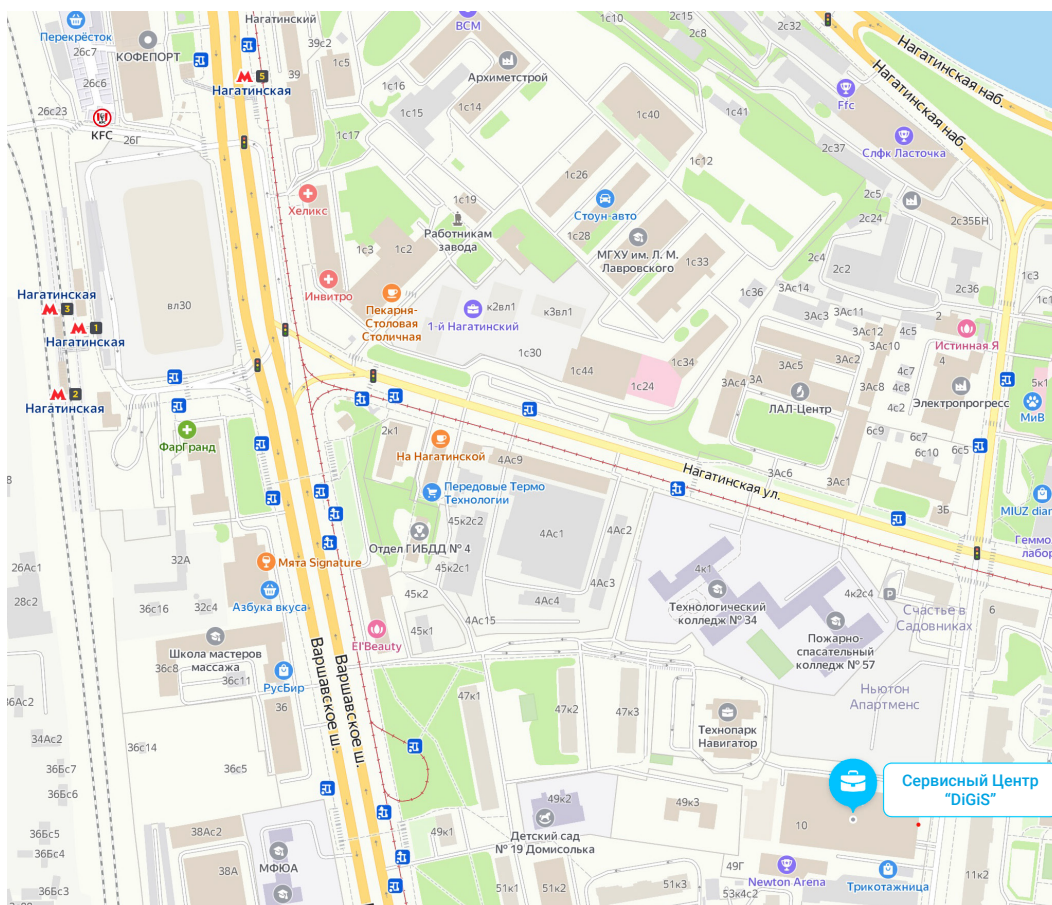 Нагатинский
Перекрёсток
26с7
КОФЕПОРТ
39с2
1с5
39
5
Нагатинская
26с6
26с23
KFC
26Г
ВСМ
1с10
2с15
2с8
2с32
Архиметстрой
1с16
1с15
1с14
1с17
1с40
1с41
1с26
1с12
Нагатинская наб.
Нагатинская наб.
Ffc
2с37
Слфк Ласточка
2с5
2с24
2с35БН
Хеликс
1с19
Работникам
завода
1с3
1с2
Стоун-авто
1с28
МГХУ им. Л. М.
Лавровского
1с33
1с36
2с4
2с2
1с3
2с36
Нагатинская
3
1
Нагатинская
вл30
Инвитро
Пекарня-
Столовая
Столичная
к2вл1
к3вл1
1-й Нагатинский
1с30
1с44
1с34
1с24
3Ас14
3Ас3
3Ас11
3Ас12
3Ас10
4с5
2
Истинная Я
3Ас5
3Ас2
3Ас4
3А
3Ас8
4с7
4с8
4с2
4
Электропрогресс
5к1
МиВ
ЛАЛ-Центр
2
Нагатинская
ФарГранд
2к1
На Нагатинской
4Ас9
6с9
6с7
6с10
6с5
Нагатинская ул.
3Ас6
3Ас1
3Б
MIUZ diam
Передовые Термо
Технологии
45к2с2
4Ас1
4Ас2
Отдел ГИБДД № 4
45к2с1
4Ас3
4Ас4
4Ас15
45к2
45к1
Мята Signature
Азбука вкуса
32А
32с4
36с16
26Ас1
28с2
Школа мастеров
массажа
36с8
36с11
РусБир
36
El'Beauty
Варшавское ш.
Варшавское ш.
4к1
Технологический
колледж № 34
4к2с4
Р
Пожарно-
спасательный
колледж № 57
Счастье в
Садовниках
6
Ньютон
Апартменс
34Ас2
36Бс7
36Бс6
36Бс5
36Бс4
36Бс3
36с14
36с5
38Ас2
38А
МФЮА
47к1
47к2
47к3
Технопарк
Навигатор
Сервисный Центр
“DiGiS”
49к2
49к3
49к1
Детский сад
№ 19 Домисолька
10
49Г
Newton Arena
Трикотажница
51к1
51к2
51к3
53к4с2
11к2